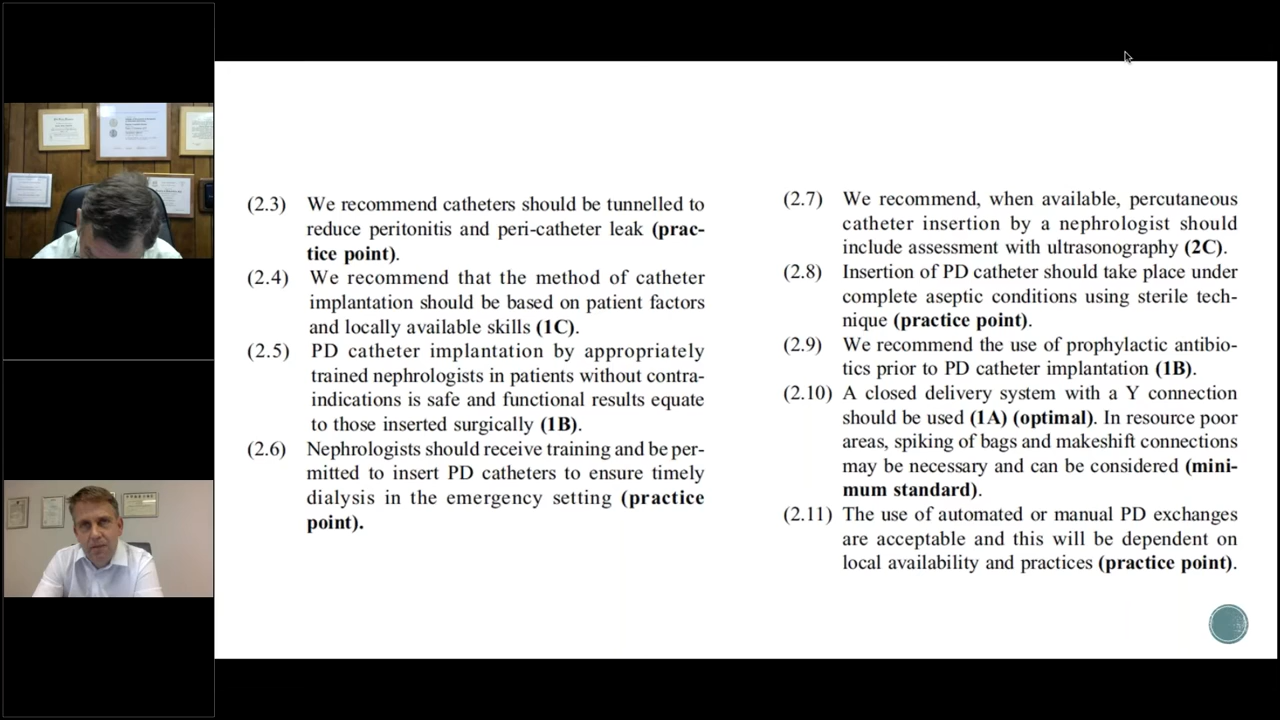 (2.3) We recommend catheters should be tunnelled to
reduce peritonitis and peri-catheter leak (prac-
tice point).
(2.4) We recommend that the method of catheter
implantation should be based on patient factors
and locally available skills (1C).
(2.5) PD catheter implantation by appropriately
trained nephrologists in patients without contra-
indications is safe and functional results equate
to those inserted surgically (1B).
(2.6) Nephrologists should receive training and be per-
mitted to insert PD catheters to ensure timely
dialysis in the emergency setting (practice
point).
(2.7) We recommend, when available, percutaneous
catheter insertion by a nephrologist should
include assessment with ultrasonography (2C).
(2.8) Insertion of PD catheter should take place under
complete aseptic conditions using sterile tech-
nique (practice point).
(2.9) We recommend the use of prophylactic antibio-
tics prior to PD catheter implantation (1B).
(2.10) A closed delivery system with a Y connection
should be used (1A) (optimal). In resource poor
areas, spiking of bags and makeshift connections
may be necessary and can be considered (mini-
mum standard).
(2.11) The use of automated or manual PD exchanges
are acceptable and this will be dependent on
local availability and practices (practice point).